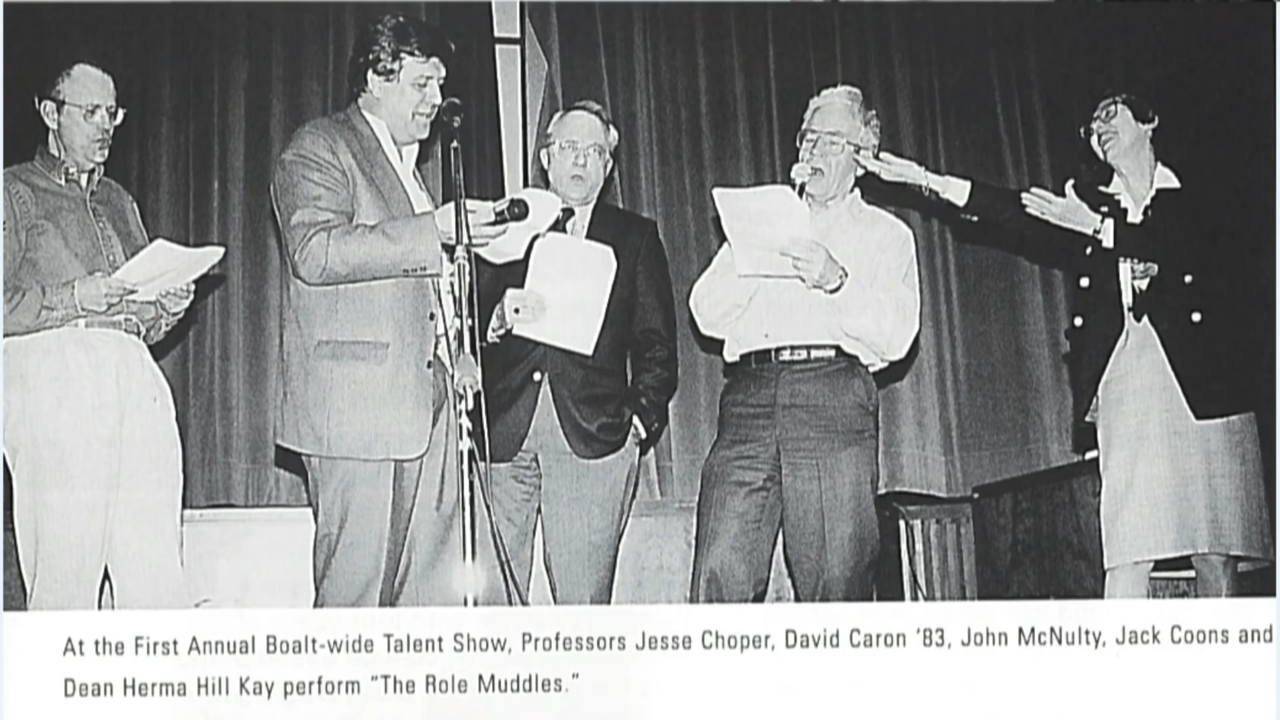 At the First Annual Boalt-wide Talent Show, Professors Jesse Choper, David Caron '83, John McNulty, Jack Coons and
Dean Herma Hill Kay perform "The Role Muddles."